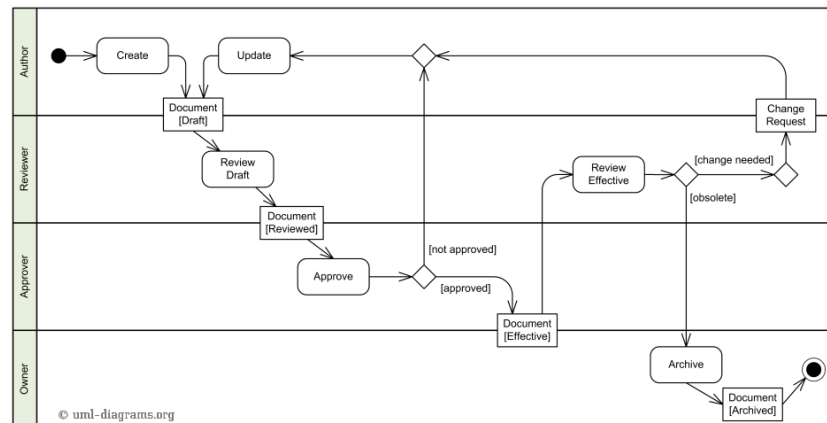 Author
Create
Update
Document
[Draft]
Change
Request
Reviewer
Review
Draft
Review
Effective
[change needed]
[obsolete]
Document
[Reviewed]
Approver
Approve
[not approved]
[approved]
Document
[Effective]
Owner
Archive
Document
[Archived]
© uml-diagrams.org